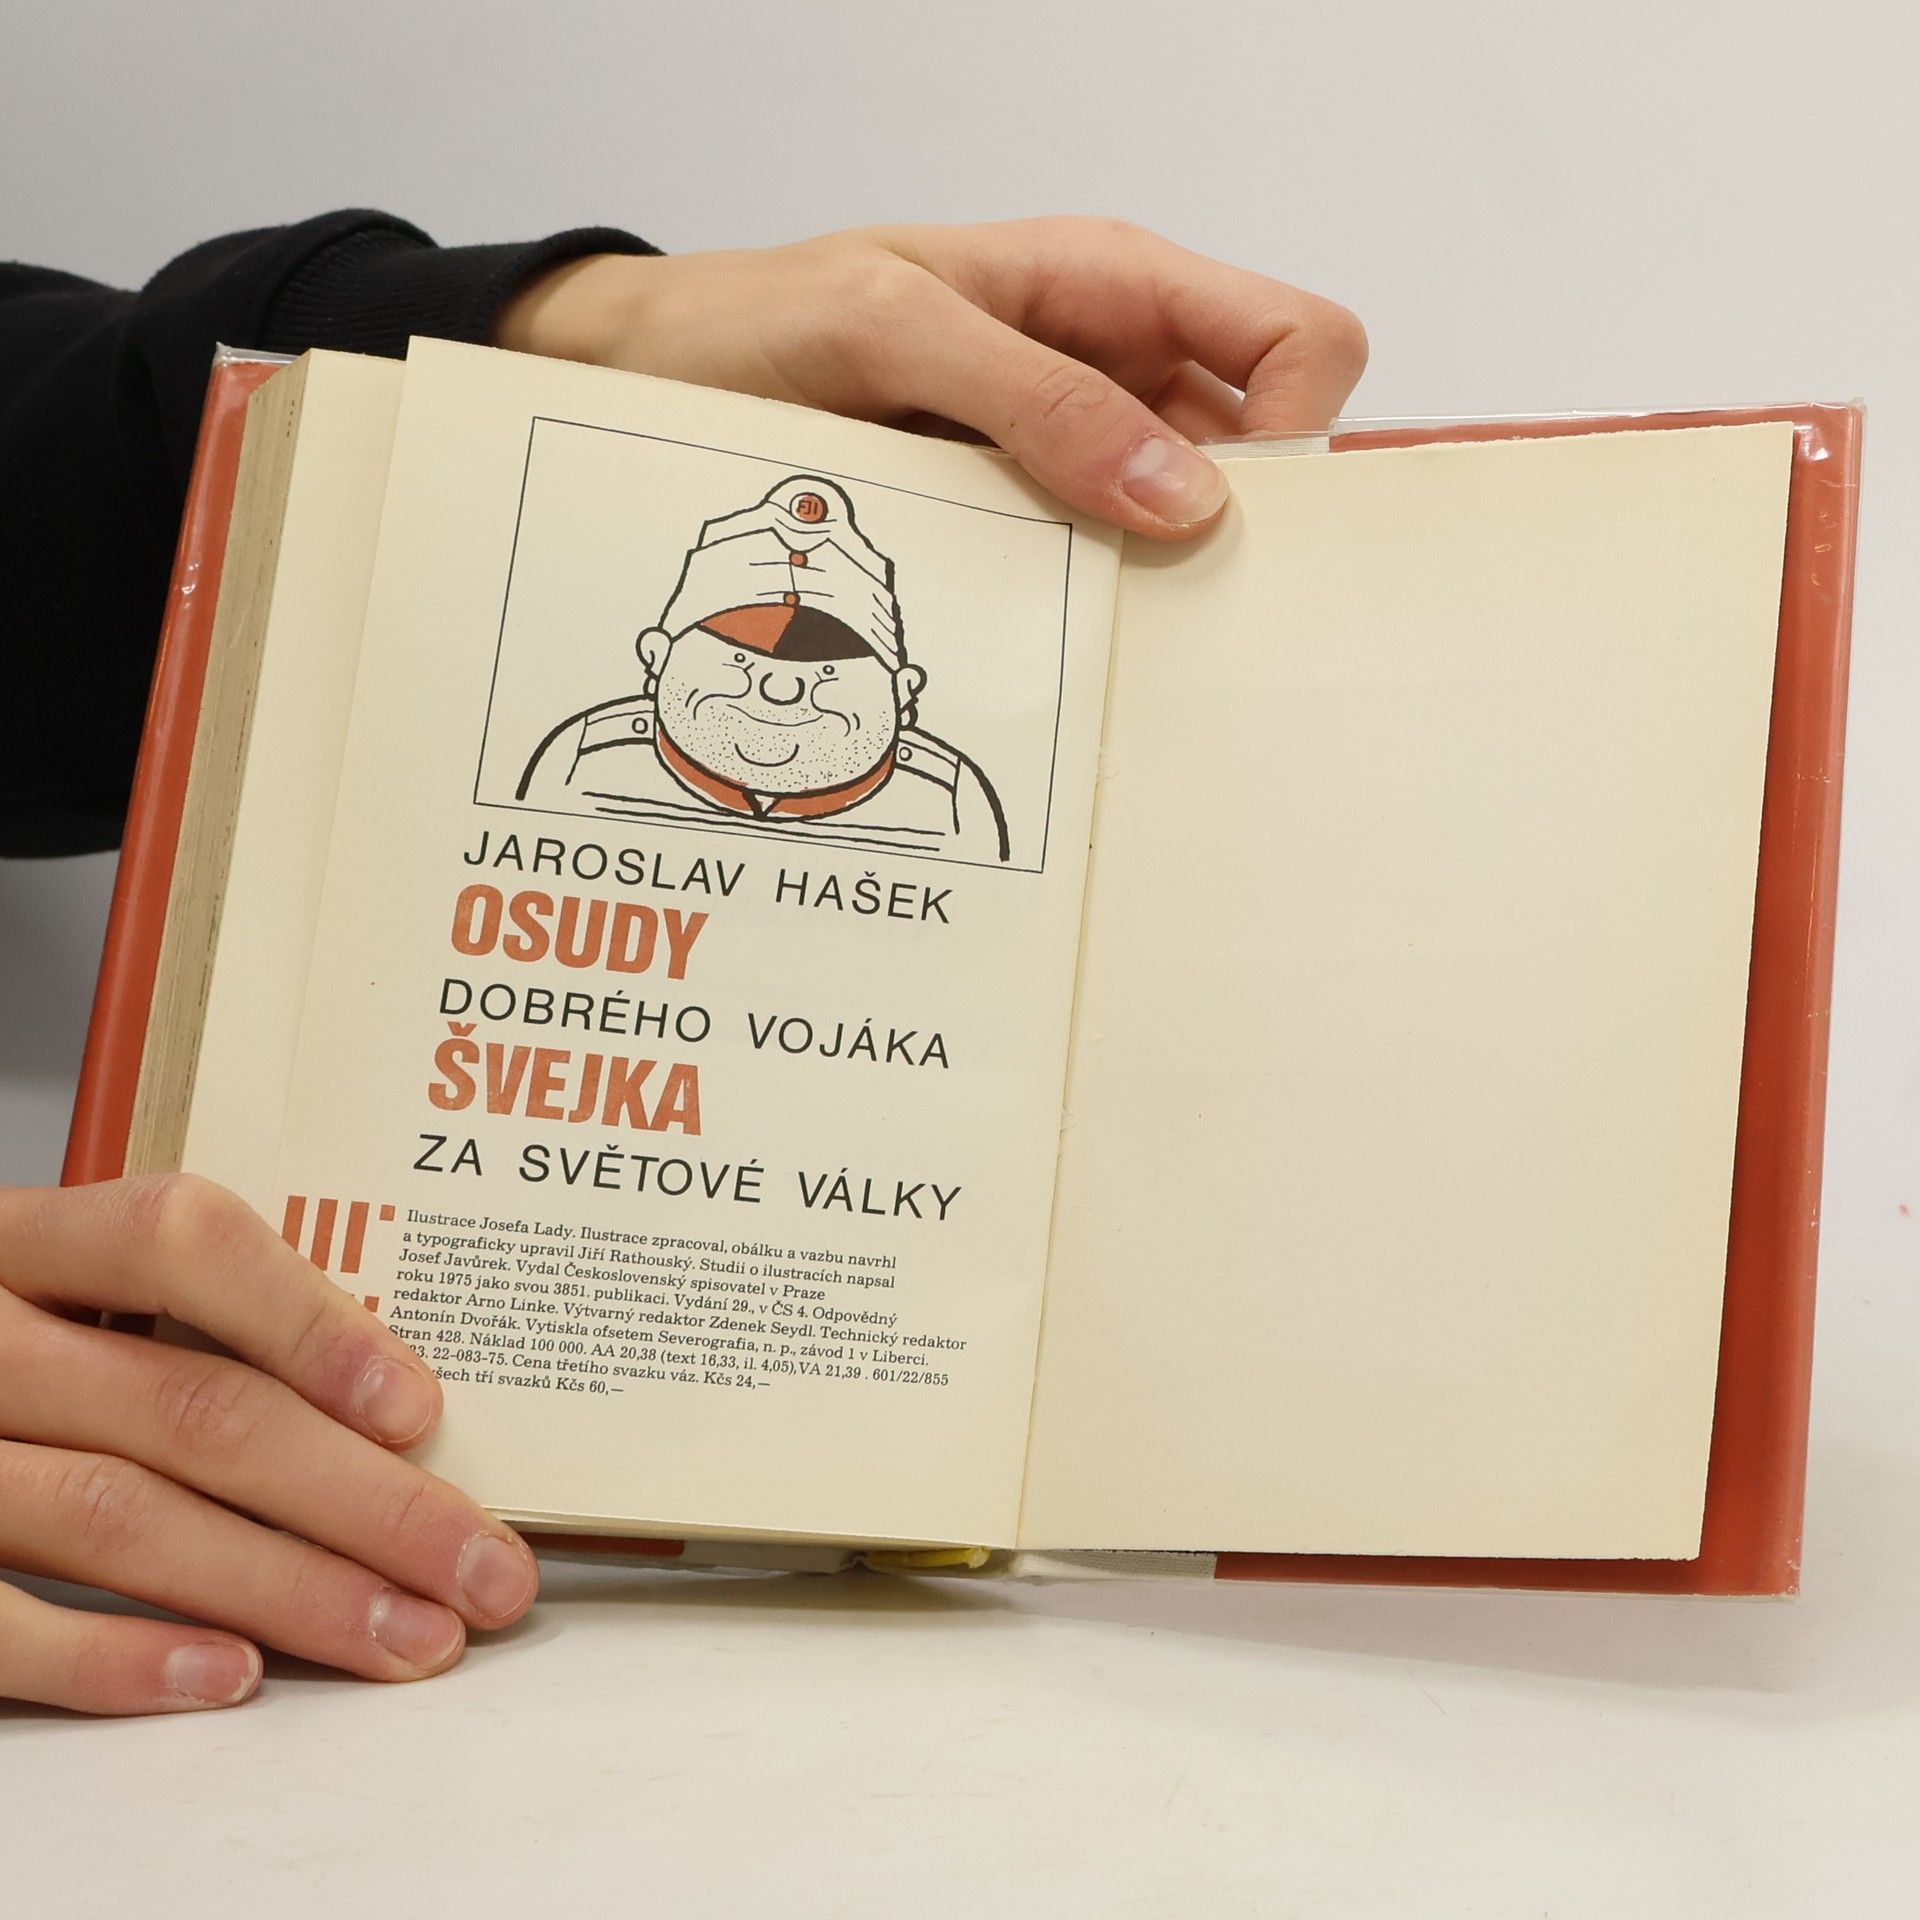 FJI
JAROSLAV HAŠEK
OSUDY
DOBRÉHO VOJÁKA
ŠVEJKA
ZA SVĚTOVÉ VÁLKY
III.
Ilustrace Josefa Lady. Ilustrace zpracoval, obálku a vazbu navrhl
a typograficky upravil Jiří Rathouský. Studii o ilustracích napsal
Josef Javůrek. Vydal Československý spisovatel v Praze
roku 1975 jako svou 3851. publikaci. Vydání 29., v ČS 4. Odpovědný
redaktor Arno Linke. Výtvarný redaktor Zdenek Seydl. Technický redaktor
Antonín Dvořák. Vytiskla ofsetem Severografia, n. p., závod 1 v Liberci.
Stran 428. Náklad 100 000. AA 20,38 (text 16,33, il. 4,05), VA 21,39 . 601/22/855
22-083-75. Cena třetího svazku váz. Kčs 24,—
všech tří svazků Kčs 60,—